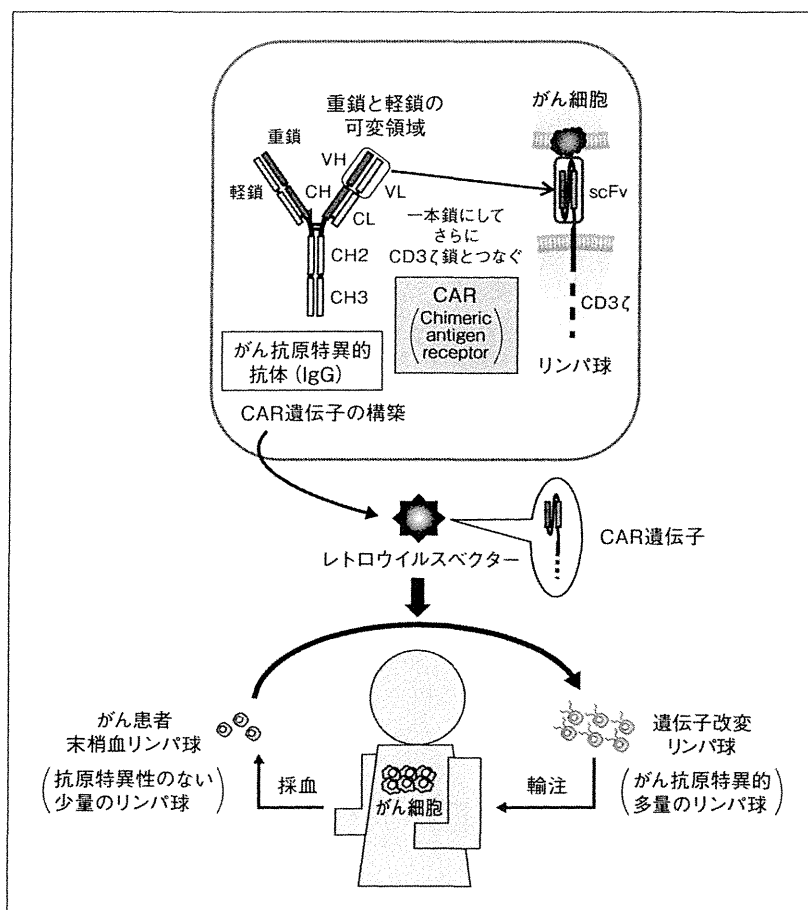 重鎖と軽鎖の
可変領域
重鎖
軽鎖
VH
CH
VL
CL
CH2
CH3
がん抗原特異的
抗体(IgG)
一本鎖にして
さらに
CD3ζ鎖とつなぐ
CAR
(Chimeric
antigen
receptor)
がん細胞
scFv
CD3ζ
リンパ球
CAR遺伝子の構築
レトロウイルスベクター
CAR遺伝子
がん患者
末梢血リンパ球
(抗原特異性のない
少量のリンパ球)
採血
がん細胞
輸注
遺伝子改変
リンパ球
(がん抗原特異的
多量のリンパ球)